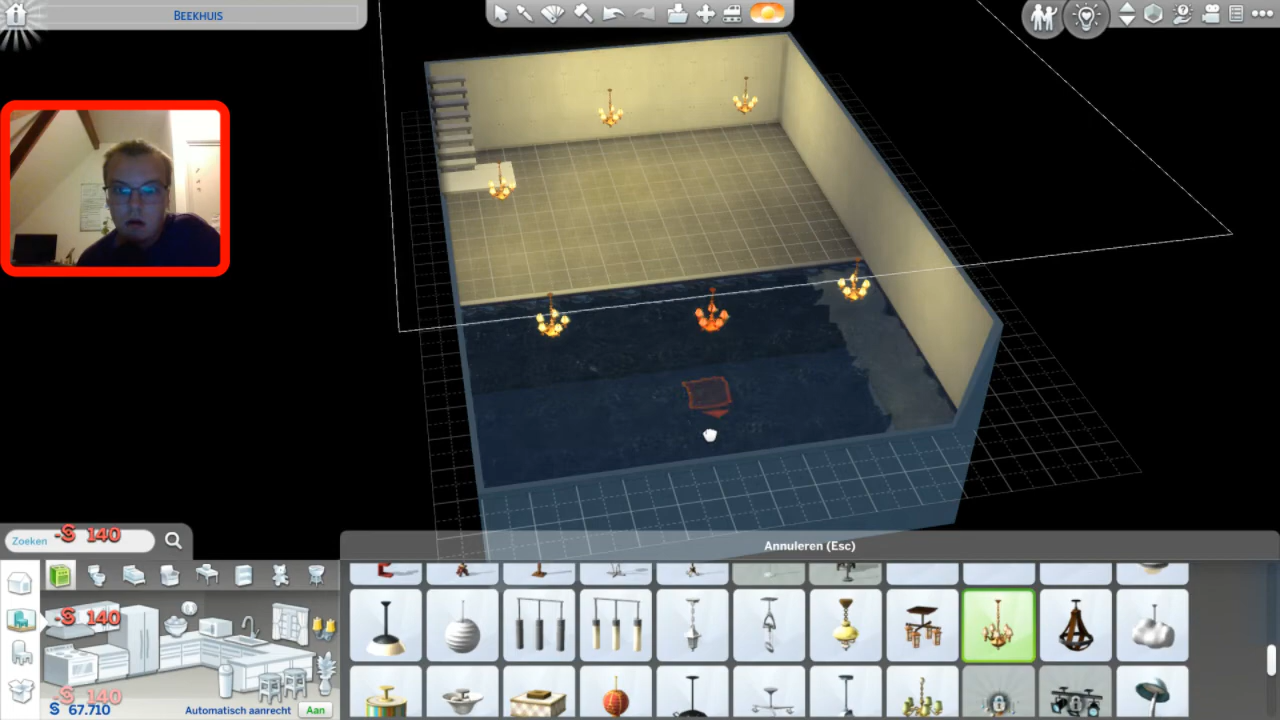 BEEKHUIS
Annuleren (Esc)
Zoeken
-S 140
-S 140
-S 140
S 67.710
Automatisch aanrecht
Aan